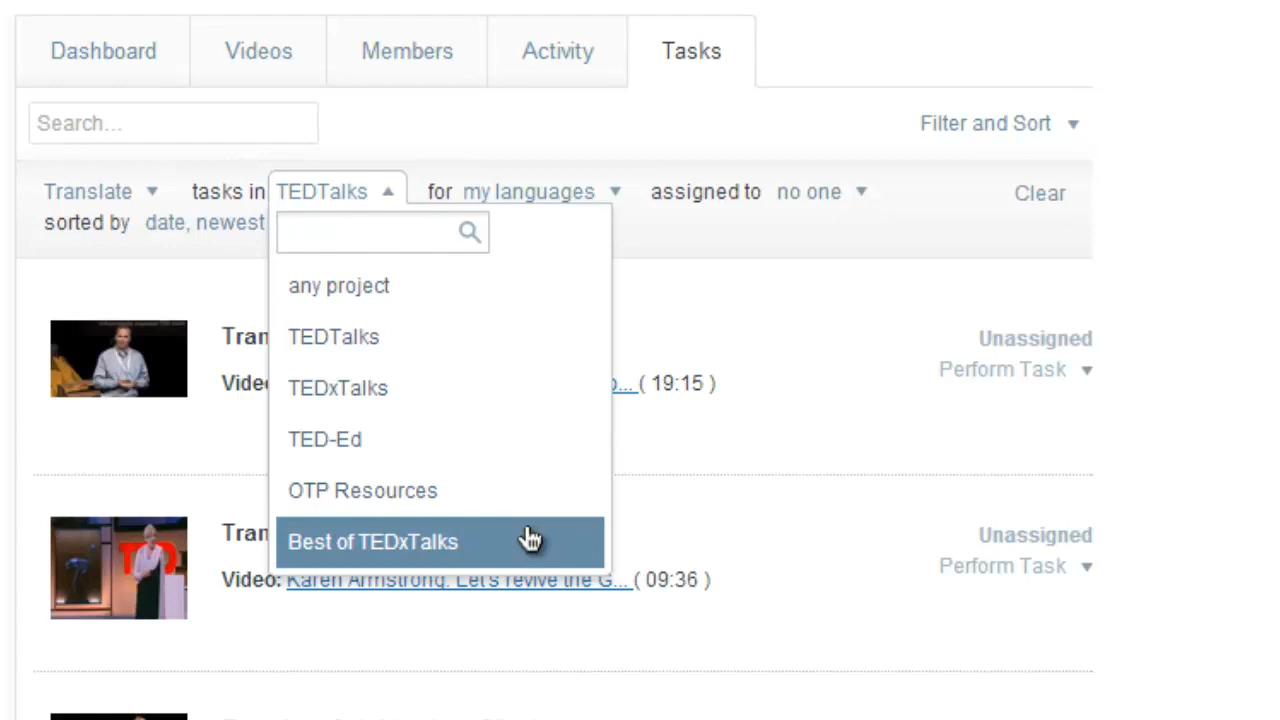 Dashboard Videos Members Activity Tasks
Search... Filter and Sort
Translate tasks in TEDTalks for my languages assigned to no one Clear
sorted by date, newest
any project
TEDTalks
TEDxTalks
TED-Ed
OTP Resources
Best of TEDxTalks
Tran Unassigned
Video ... ( 19:15 ) Perform Task
Tran Unassigned
Video: Karen Armstrong: Let's revive the G... ( 09:36 ) Perform Task